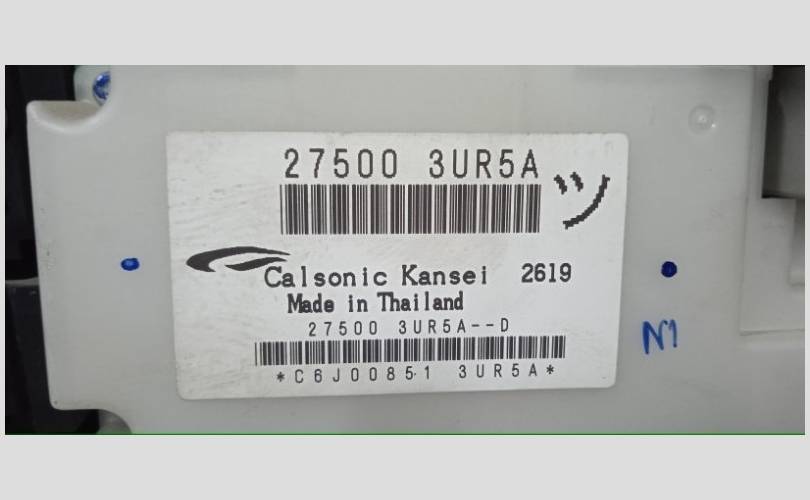 27500 3UR5A ツ
Calsonic Kansei 2619
Made in Thailand
27500 3UR5A--D
*C6J00851 3UR5A*
N1